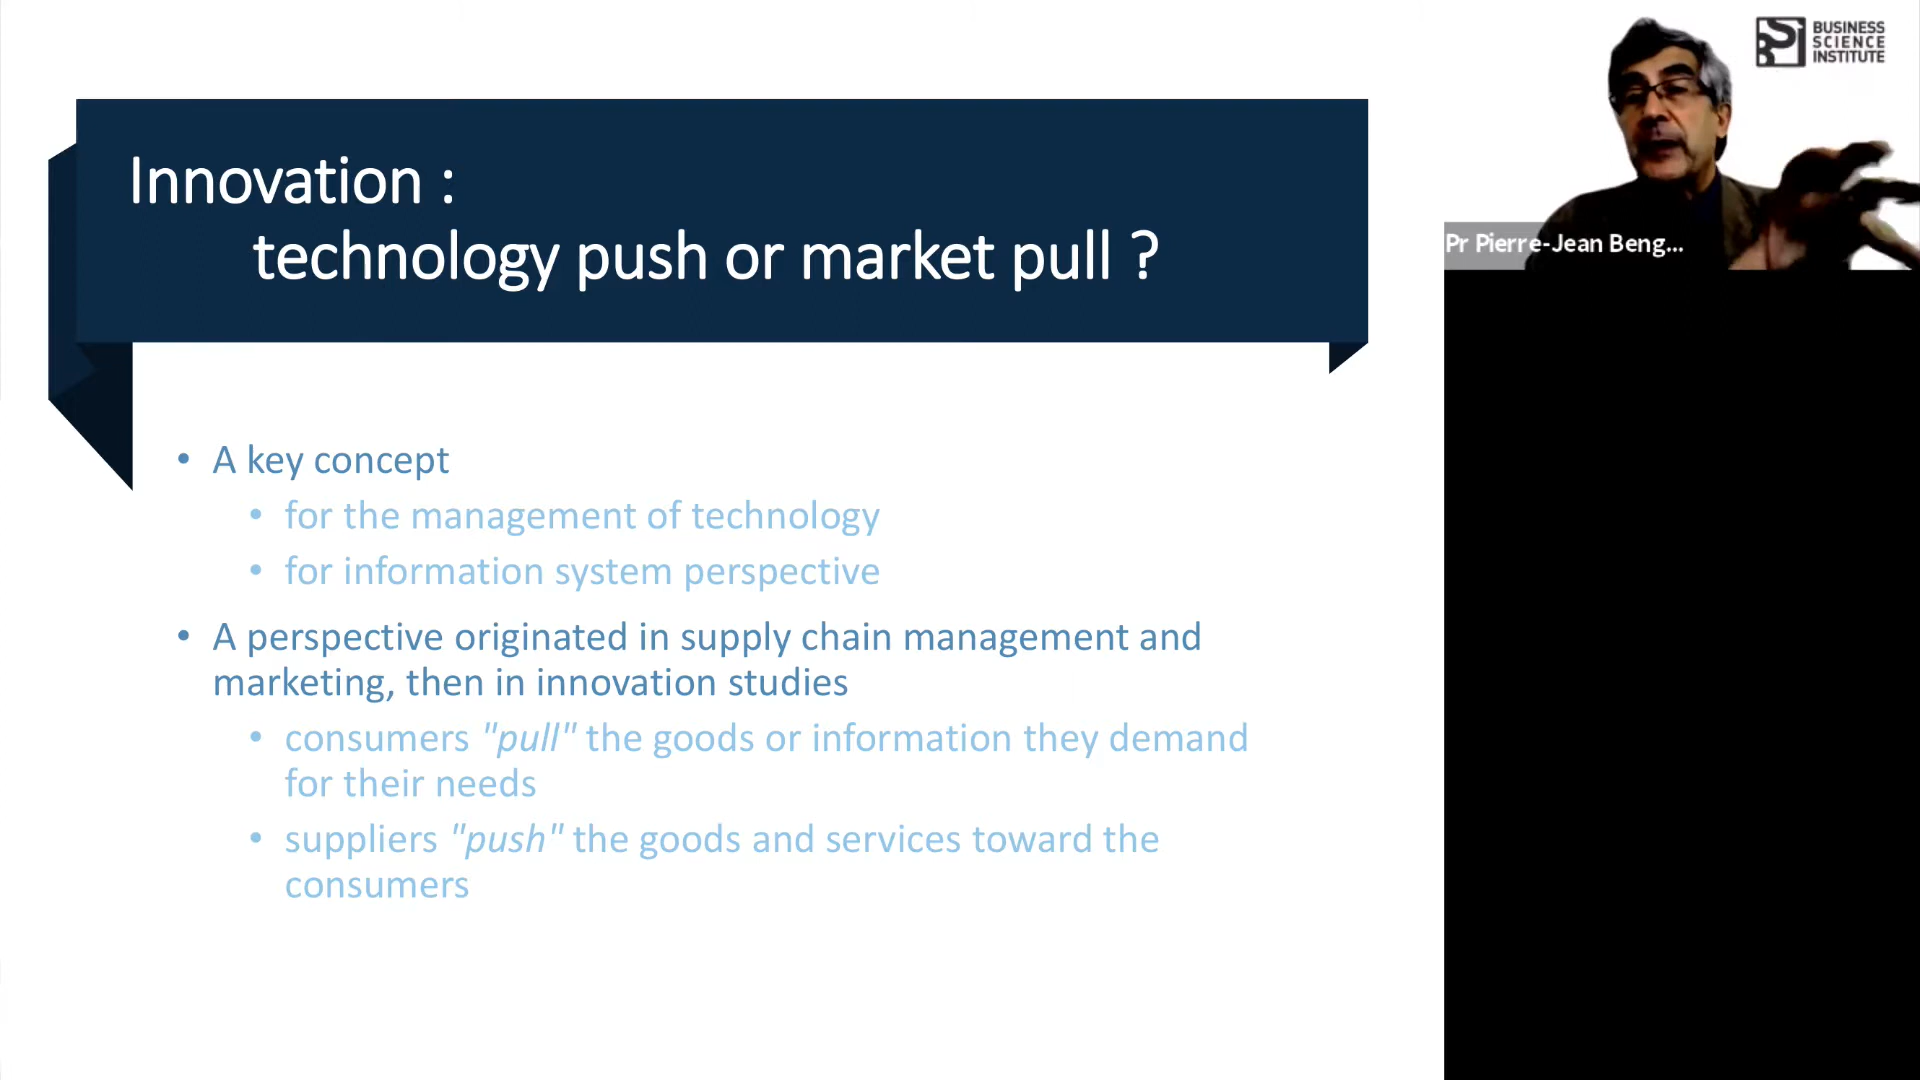 Innovation :
technology push or market pull ?
• A key concept
• for the management of technology
• for information system perspective
• A perspective originated in supply chain management and
marketing, then in innovation studies
• consumers "pull" the goods or information they demand
for their needs
• suppliers "push" the goods and services toward the
consumers
BUSINESS
SCIENCE
INSTITUTE
Pr Pierre-Jean Beng...